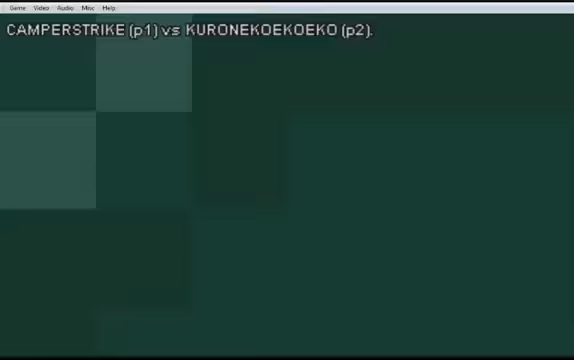 Game Video Audio Misc Help
CAMPERSTRIKE (p1) vs KURONEKOEKOEKO (p2).